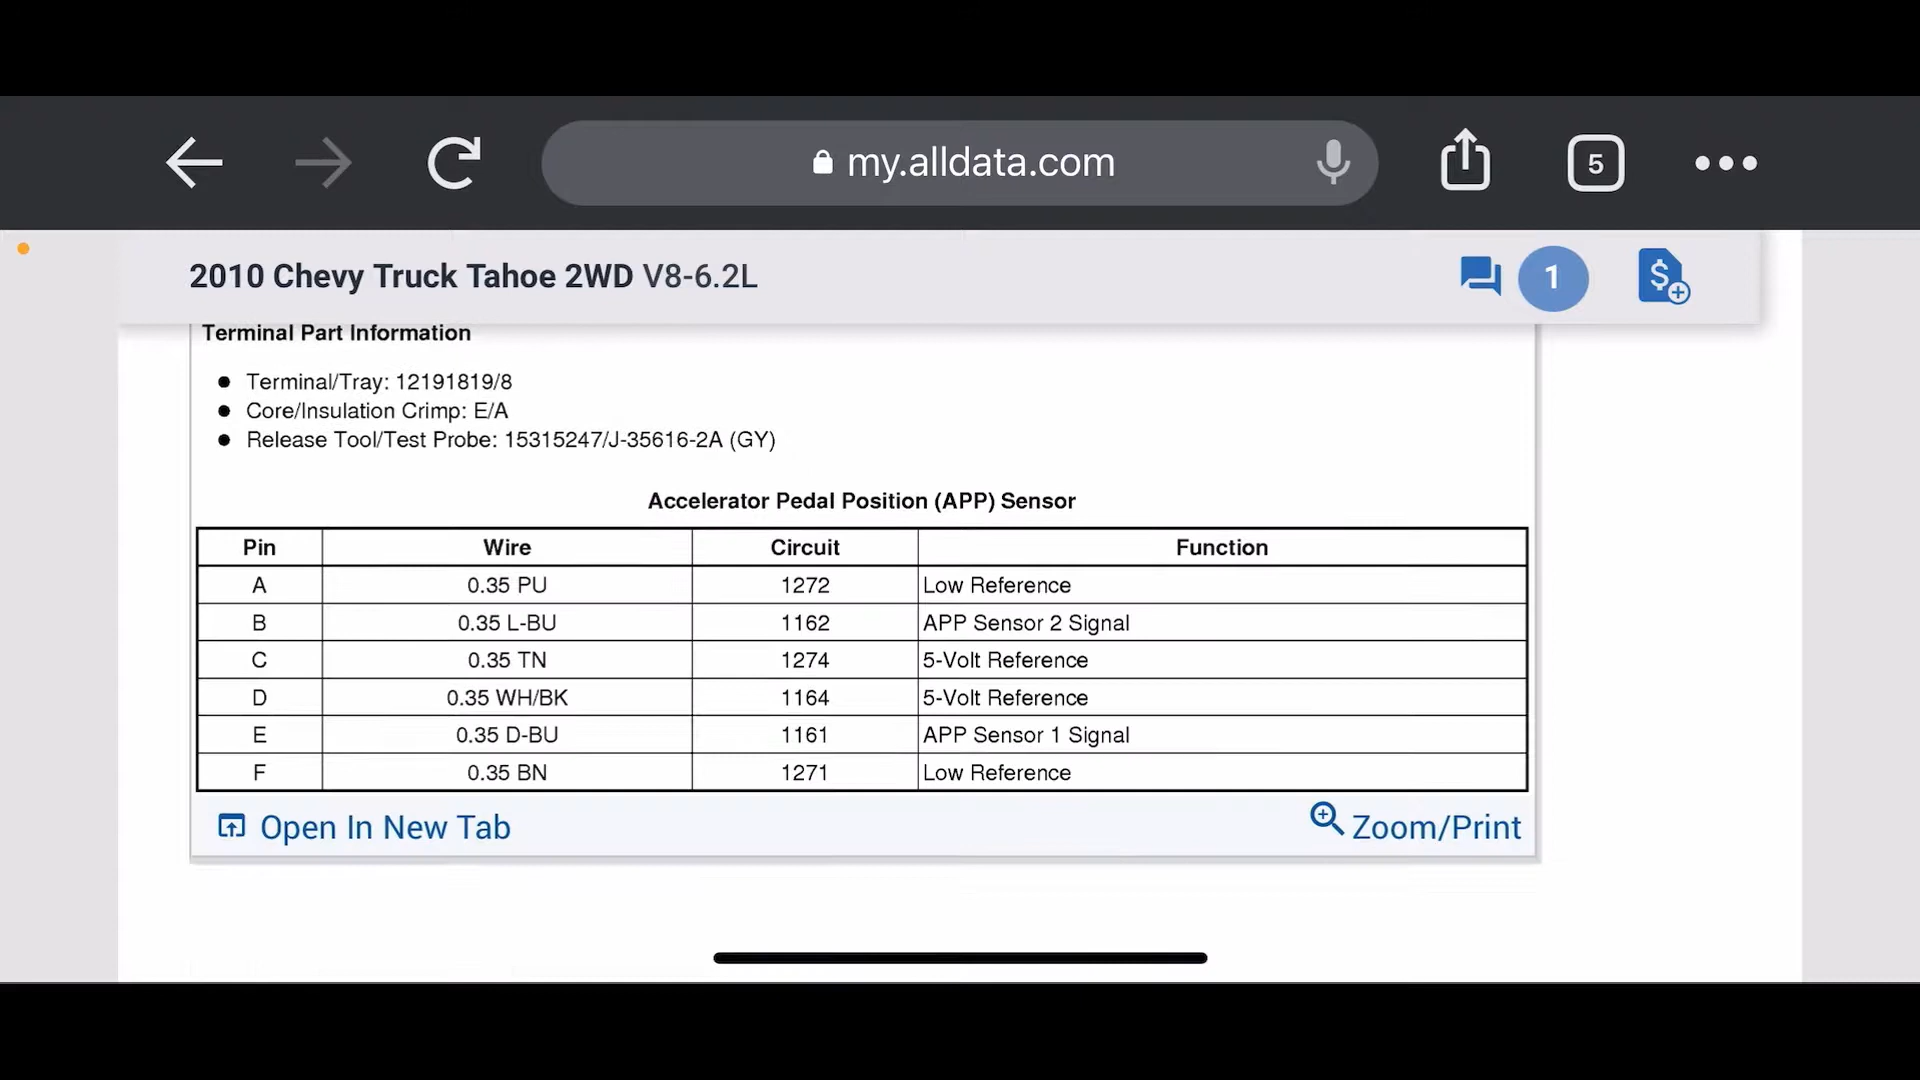 my.alldata.com
5
2010 Chevy Truck Tahoe 2WD V8-6.2L
1
$
Terminal Part Information
● Terminal/Tray: 12191819/8
● Core/Insulation Crimp: E/A
● Release Tool/Test Probe: 15315247/J-35616-2A (GY)
Accelerator Pedal Position (APP) Sensor
Pin Wire Circuit Function
A 0.35 PU 1272 Low Reference
B 0.35 L-BU 1162 APP Sensor 2 Signal
C 0.35 TN 1274 5-Volt Reference
D 0.35 WH/BK 1164 5-Volt Reference
E 0.35 D-BU 1161 APP Sensor 1 Signal
F 0.35 BN 1271 Low Reference
Open In New Tab
Zoom/Print